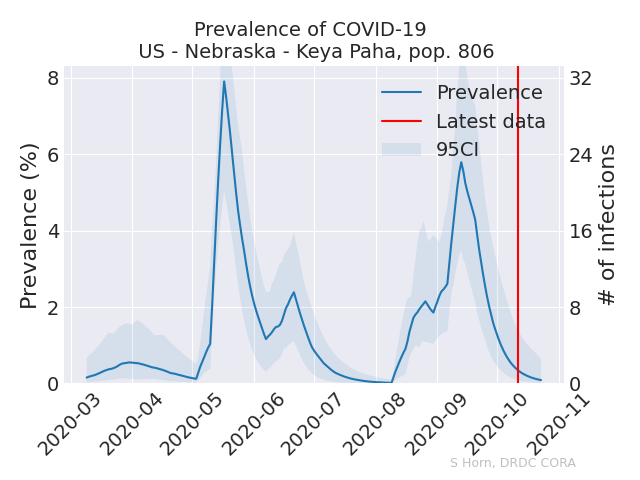 Prevalence of COVID-19
US - Nebraska - Keya Paha, pop. 806
Prevalence (%)
8
6
4
2
0
Prevalence
Latest data
95CI
32
24
16
8
0
# of infections
2020-03
2020-04
2020-05
2020-06
2020-07
2020-08
2020-09
2020-10
2020-11
S Horn, DRDC CORA